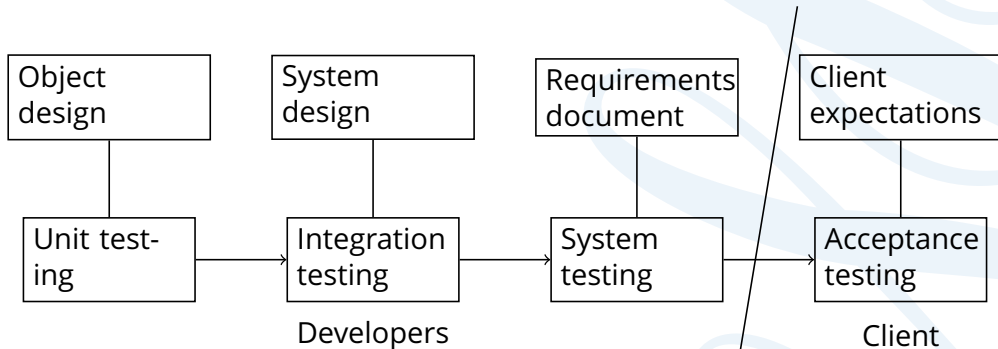 Object
design
System
design
Requirements
document
Client
expectations
Unit test-
ing
Integration
testing
System
testing
Acceptance
testing
Developers
Client